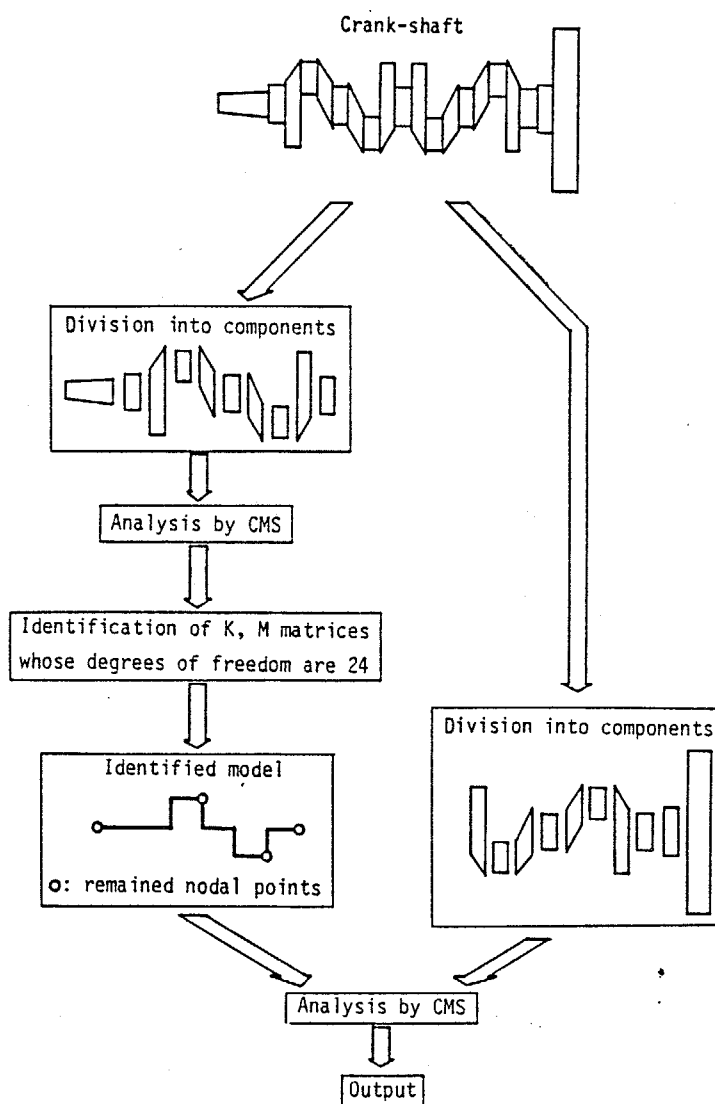 Crank-shaft
Division into components
Analysis by CMS
Identification of K, M matrices
whose degrees of freedom are 24
Identified model
o: remained nodal points
Division into components
Analysis by CMS
Output